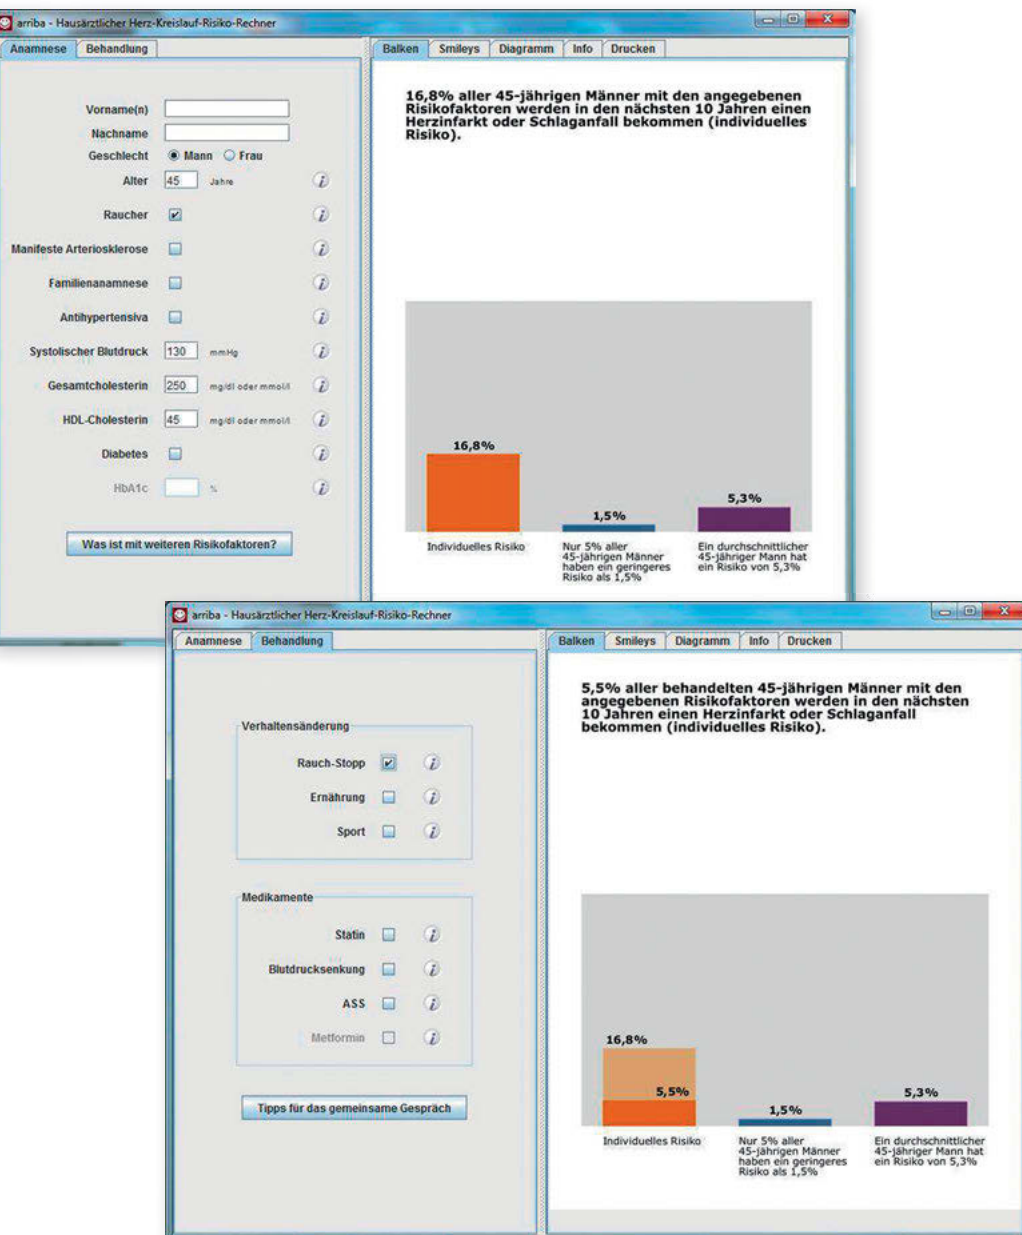 arriba - Hausärztlicher Herz-Kreislauf-Risiko-Rechner
Anamnese Behandlung
Vorname(n)
Nachname
Geschlecht Mann Frau
Alter 45 Jahre
Raucher
Manifeste Arteriosklerose
Familienanamnese
Antihypertensiva
Systolischer Blutdruck 130 mmHg
Gesamtcholesterin 250 mg/dl oder mmol/l
HDL-Cholesterin 45 mg/dl oder mmol/l
Diabetes
HbA1c %
Was ist mit weiteren Risikofaktoren?
Balken Smileys Diagramm Info Drucken
16,8% aller 45-jährigen Männer mit den angegebenen
Risikofaktoren werden in den nächsten 10 Jahren einen
Herzinfarkt oder Schlaganfall bekommen (individuelles
Risiko).
16,8%
1,5%
5,3%
Individuelles Risiko
Nur 5% aller
45-jährigen Männer
haben ein geringeres
Risiko als 1,5%
Ein durchschnittlicher
45-jähriger Mann hat
ein Risiko von 5,3%
arriba - Hausärztlicher Herz-Kreislauf-Risiko-Rechner
Anamnese Behandlung
Verhaltensänderung
Rauch-Stopp
Ernährung
Sport
Medikamente
Statin
Blutdrucksenkung
ASS
Metformin
Tipps für das gemeinsame Gespräch
Balken Smileys Diagramm Info Drucken
5,5% aller behandelten 45-jährigen Männer mit den
angegebenen Risikofaktoren werden in den nächsten
10 Jahren einen Herzinfarkt oder Schlaganfall
bekommen (individuelles Risiko).
16,8%
5,5%
1,5%
5,3%
Individuelles Risiko
Nur 5% aller
45-jährigen Männer
haben ein geringeres
Risiko als 1,5%
Ein durchschnittlicher
45-jähriger Mann hat
ein Risiko von 5,3%